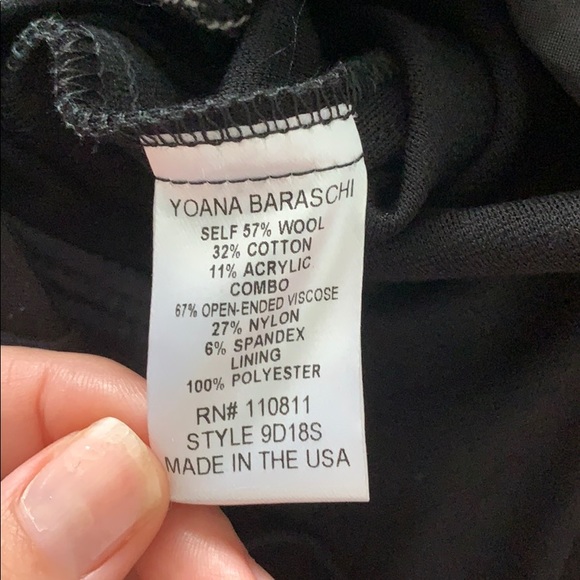 YOANA BARASCHI
SELF 57% WOOL
32% COTTON
11% ACRYLIC
COMBO
67% OPEN-ENDED VISCOSE
27% NYLON
6% SPANDEX
LINING
100% POLYESTER
RN# 110811
STYLE 9D18S
MADE IN THE USA